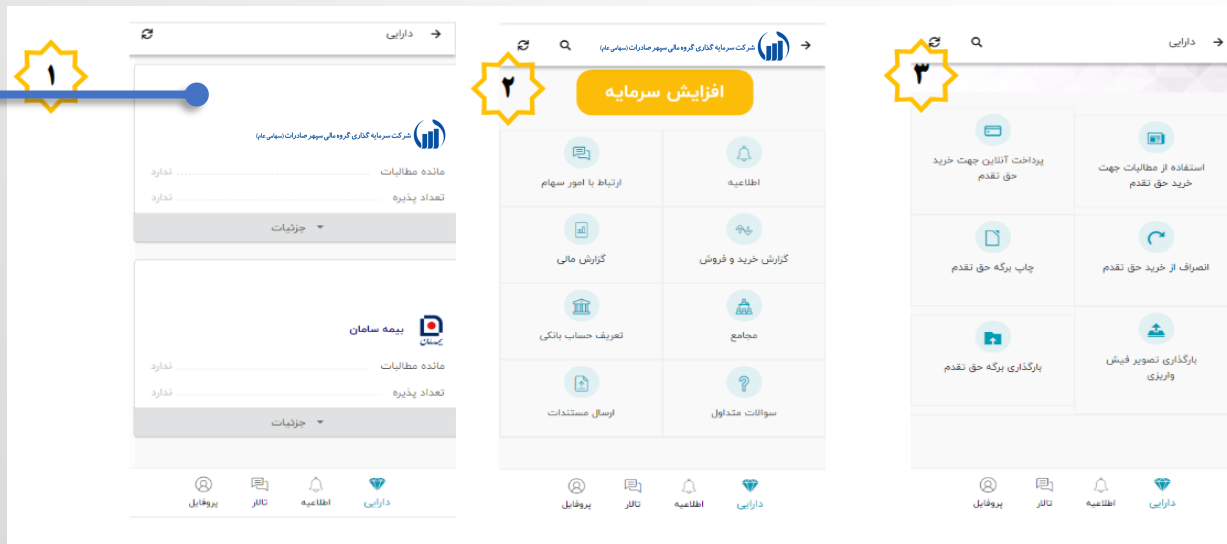 ۱
دارایی
شرکت سرمایه گذاری گروه مالی سپهر صادرات (سهامی عام)
مانده مطالبات ندارد
تعداد پذیره ندارد
جزئیات
بیمه سامان
بیمه سامان
مانده مطالبات ندارد
تعداد پذیره ندارد
جزئیات
دارایی اطلاعیه تالار پروفایل
۲
شرکت سرمایه گذاری گروه مالی سپهر صادرات (سهامی عام)
افزایش سرمایه
اطلاعیه ارتباط با امور سهام
گزارش خرید و فروش گزارش مالی
مجامع تعریف حساب بانکی
سوالات متداول ارسال مستندات
دارایی اطلاعیه تالار پروفایل
۳
دارایی
استفاده از مطالبات جهت
خرید حق تقدم
پرداخت آنلاین جهت خرید
حق تقدم
انصراف از خرید حق تقدم چاپ برگه حق تقدم
بارگذاری تصویر فیش
واریزی
بارگذاری برگه حق تقدم
دارایی اطلاعیه تالار پروفایل